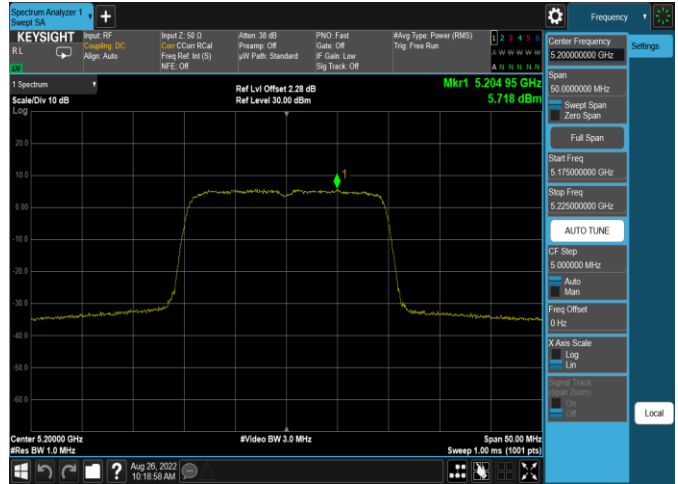 Spectrum Analyzer 1
Swept SA
Frequency
KEYSIGHT
R L
LV
Input: RF
Coupling: DC
Align: Auto
Input Z: 50 Ω
Corr CCorr RCal
Freq Ref: Int (S)
NFE: Off
Atten: 38 dB
Preamp: Off
µW Path: Standard
PNO: Fast
Gate: Off
IF Gain: Low
Sig Track: Off
#Avg Type: Power (RMS)
Trig: Free Run
1 2 3 4 5 6
A W W W W W
A N N N N N
1 Spectrum
Scale/Div 10 dB
Log
Ref Lvl Offset 2.28 dB
Ref Level 30.00 dBm
Mkr1 5.204 95 GHz
5.718 dBm
20.0
10.0
0.00
-10.0
-20.0
-30.0
-40.0
-50.0
-60.0
1
Center 5.20000 GHz
#Res BW 1.0 MHz
#Video BW 3.0 MHz
Span 50.00 MHz
Sweep 1.00 ms (1001 pts)
Aug 26, 2022
10:18:58 AM
?
Center Frequency
5.200000000 GHz
Settings
Span
50.0000000 MHz
Swept Span
Zero Span
Full Span
Start Freq
5.175000000 GHz
Stop Freq
5.225000000 GHz
AUTO TUNE
CF Step
5.000000 MHz
Auto
Man
Freq Offset
0 Hz
X Axis Scale
Log
Lin
Signal Track
(Span Zoom)
On
Off
Local